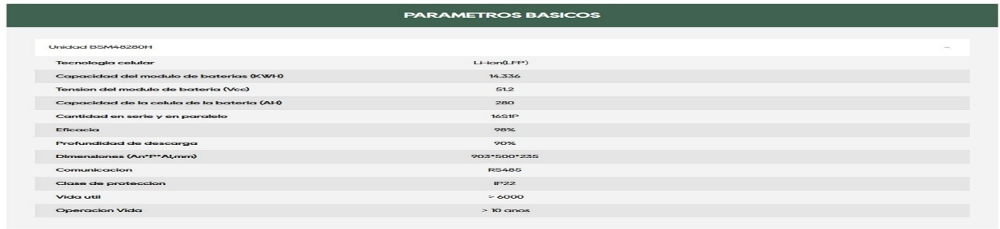 PARAMETROS BASICOS
Unidad BSM48280H –
Tecnologia celular Li-ion(LFP)
Capacidad del modulo de baterias (KWH) 14.336
Tension del modulo de bateria (Vcc) 51.2
Capacidad de la celula de la bateria (AH) 280
Cantidad en serie y en paralelo 16S1P
Eficacia 98%
Profundidad de descarga 90%
Dimensiones (An*P*Al,mm) 903*500*235
Comunicacion RS485
Clase de proteccion IP22
Vida util > 6000
Operacion Vida > 10 anos